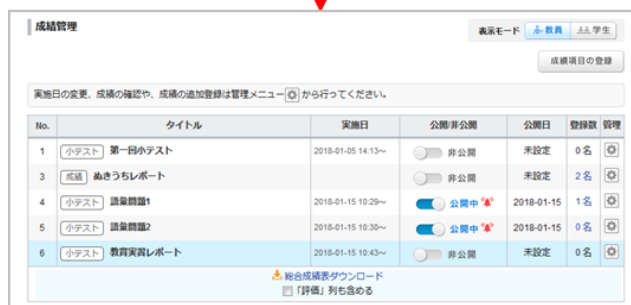 成績管理
表示モード 教員 学生
成績項目の登録
実施日の変更、成績の確認や、成績の追加登録は管理メニュー から行ってください。
No. タイトル 実施日 公開/非公開 公開日 登録数 管理
1 小テスト 第一回小テスト 2018-01-05 14:13～ 非公開 未設定 0名
3 成績 ぬきうちレポート 非公開 未設定 2名
4 小テスト 語彙問題1 2018-01-15 10:29～ 公開中 2018-01-15 1名
5 小テスト 語彙問題2 2018-01-15 10:30～ 公開中 2018-01-15 0名
6 小テスト 教育実習レポート 2018-01-15 10:43～ 非公開 未設定 0名
総合成績表ダウンロード
「評価」列も含める